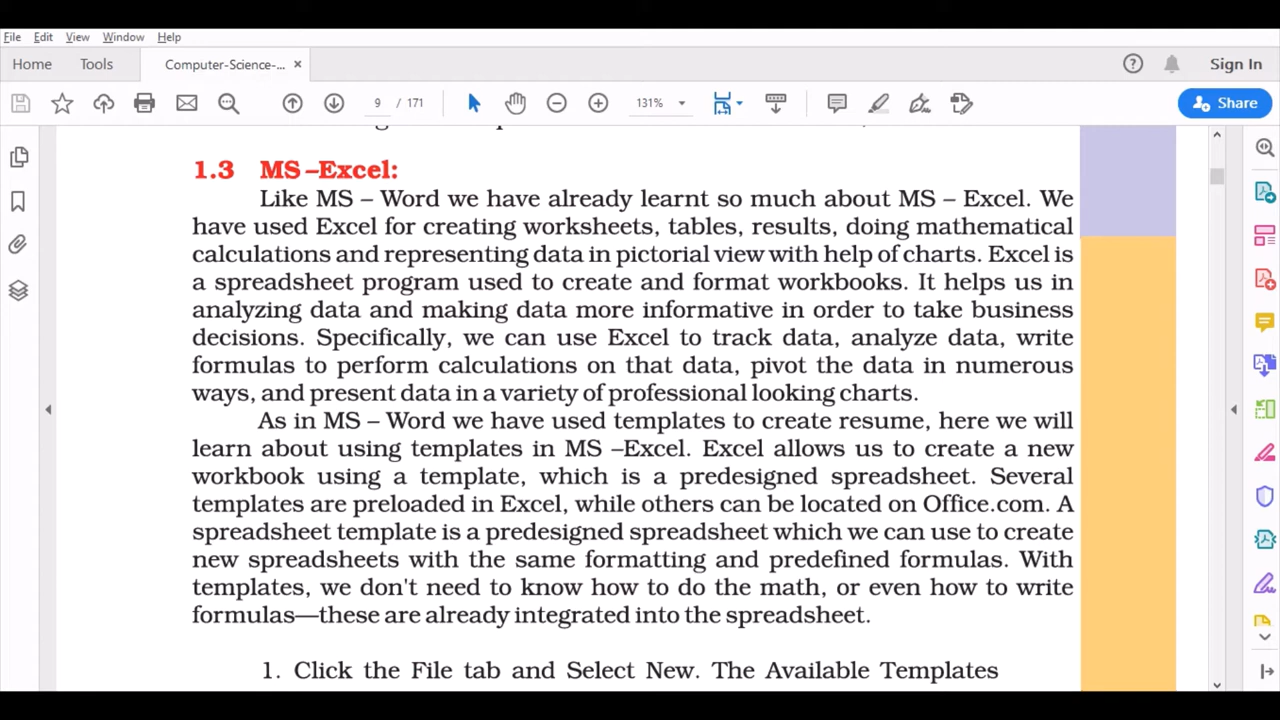 File Edit View Window Help
Home Tools Computer-Science-... × Sign In
9 / 171 131% Share
1.3 MS –Excel:
Like MS – Word we have already learnt so much about MS – Excel. We
have used Excel for creating worksheets, tables, results, doing mathematical
calculations and representing data in pictorial view with help of charts. Excel is
a spreadsheet program used to create and format workbooks. It helps us in
analyzing data and making data more informative in order to take business
decisions. Specifically, we can use Excel to track data, analyze data, write
formulas to perform calculations on that data, pivot the data in numerous
ways, and present data in a variety of professional looking charts.
As in MS – Word we have used templates to create resume, here we will
learn about using templates in MS –Excel. Excel allows us to create a new
workbook using a template, which is a predesigned spreadsheet. Several
templates are preloaded in Excel, while others can be located on Office.com. A
spreadsheet template is a predesigned spreadsheet which we can use to create
new spreadsheets with the same formatting and predefined formulas. With
templates, we don't need to know how to do the math, or even how to write
formulas—these are already integrated into the spreadsheet.
1. Click the File tab and Select New. The Available Templates